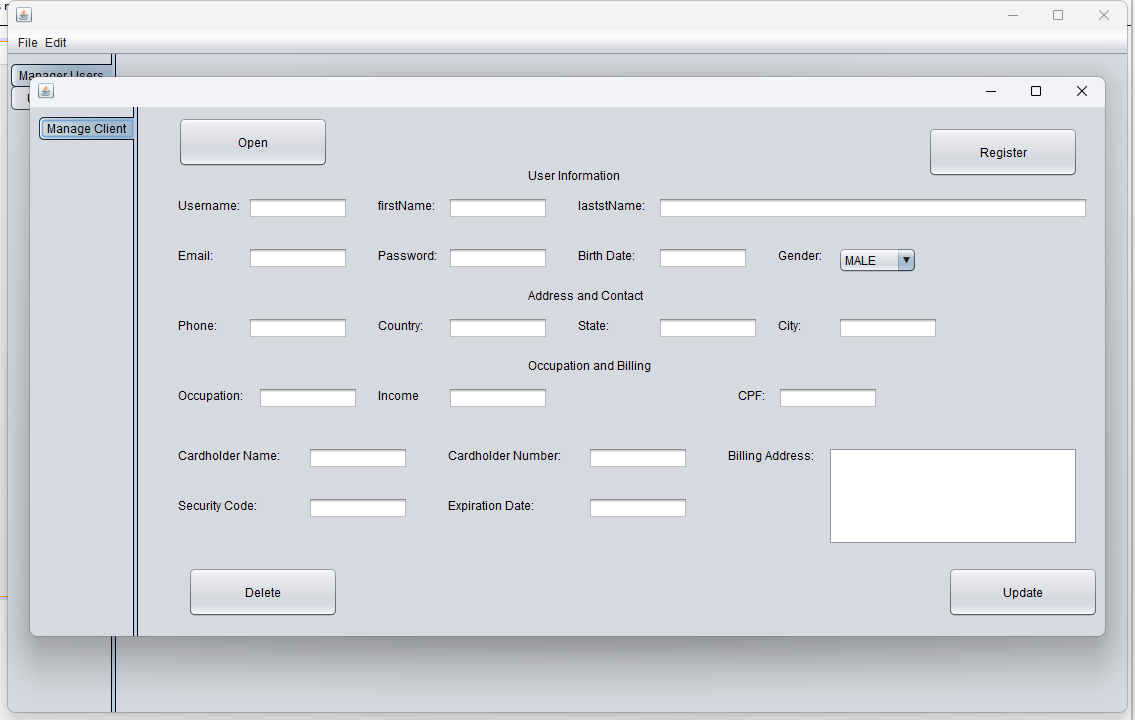 File Edit
Manager Users
Manage Client
Open
Register
User Information
Username: firstName: laststName:
Email: Password: Birth Date: Gender: MALE
Address and Contact
Phone: Country: State: City:
Occupation and Billing
Occupation: Income CPF:
Cardholder Name: Cardholder Number: Billing Address:
Security Code: Expiration Date:
Delete Update